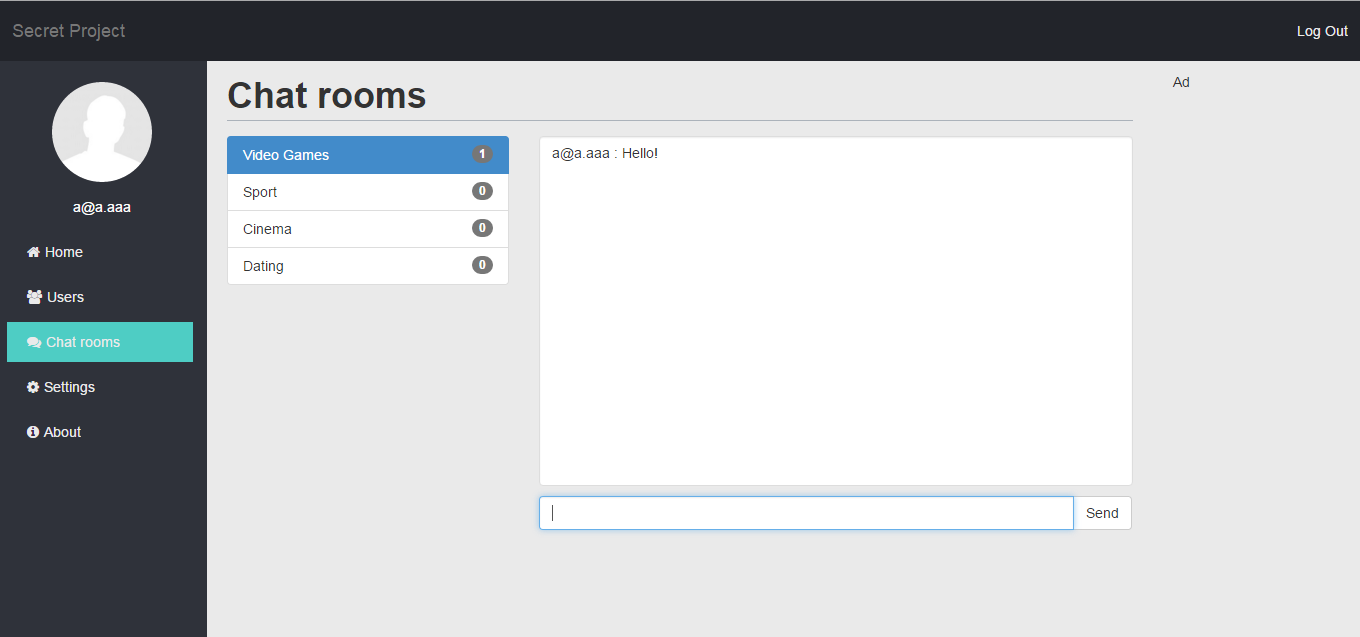 Secret Project
Log Out
a@a.aaa
Home
Users
Chat rooms
Settings
About
Chat rooms
Video Games 1
Sport 0
Cinema 0
Dating 0
a@a.aaa : Hello!
Send
Ad